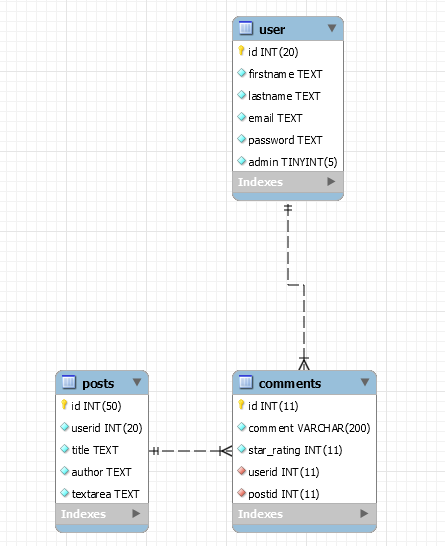 user
id INT(20)
firstname TEXT
lastname TEXT
email TEXT
password TEXT
admin TINYINT(5)
Indexes
posts
id INT(50)
userid INT(20)
title TEXT
author TEXT
textarea TEXT
Indexes
comments
id INT(11)
comment VARCHAR(200)
star_rating INT(11)
userid INT(11)
postid INT(11)
Indexes